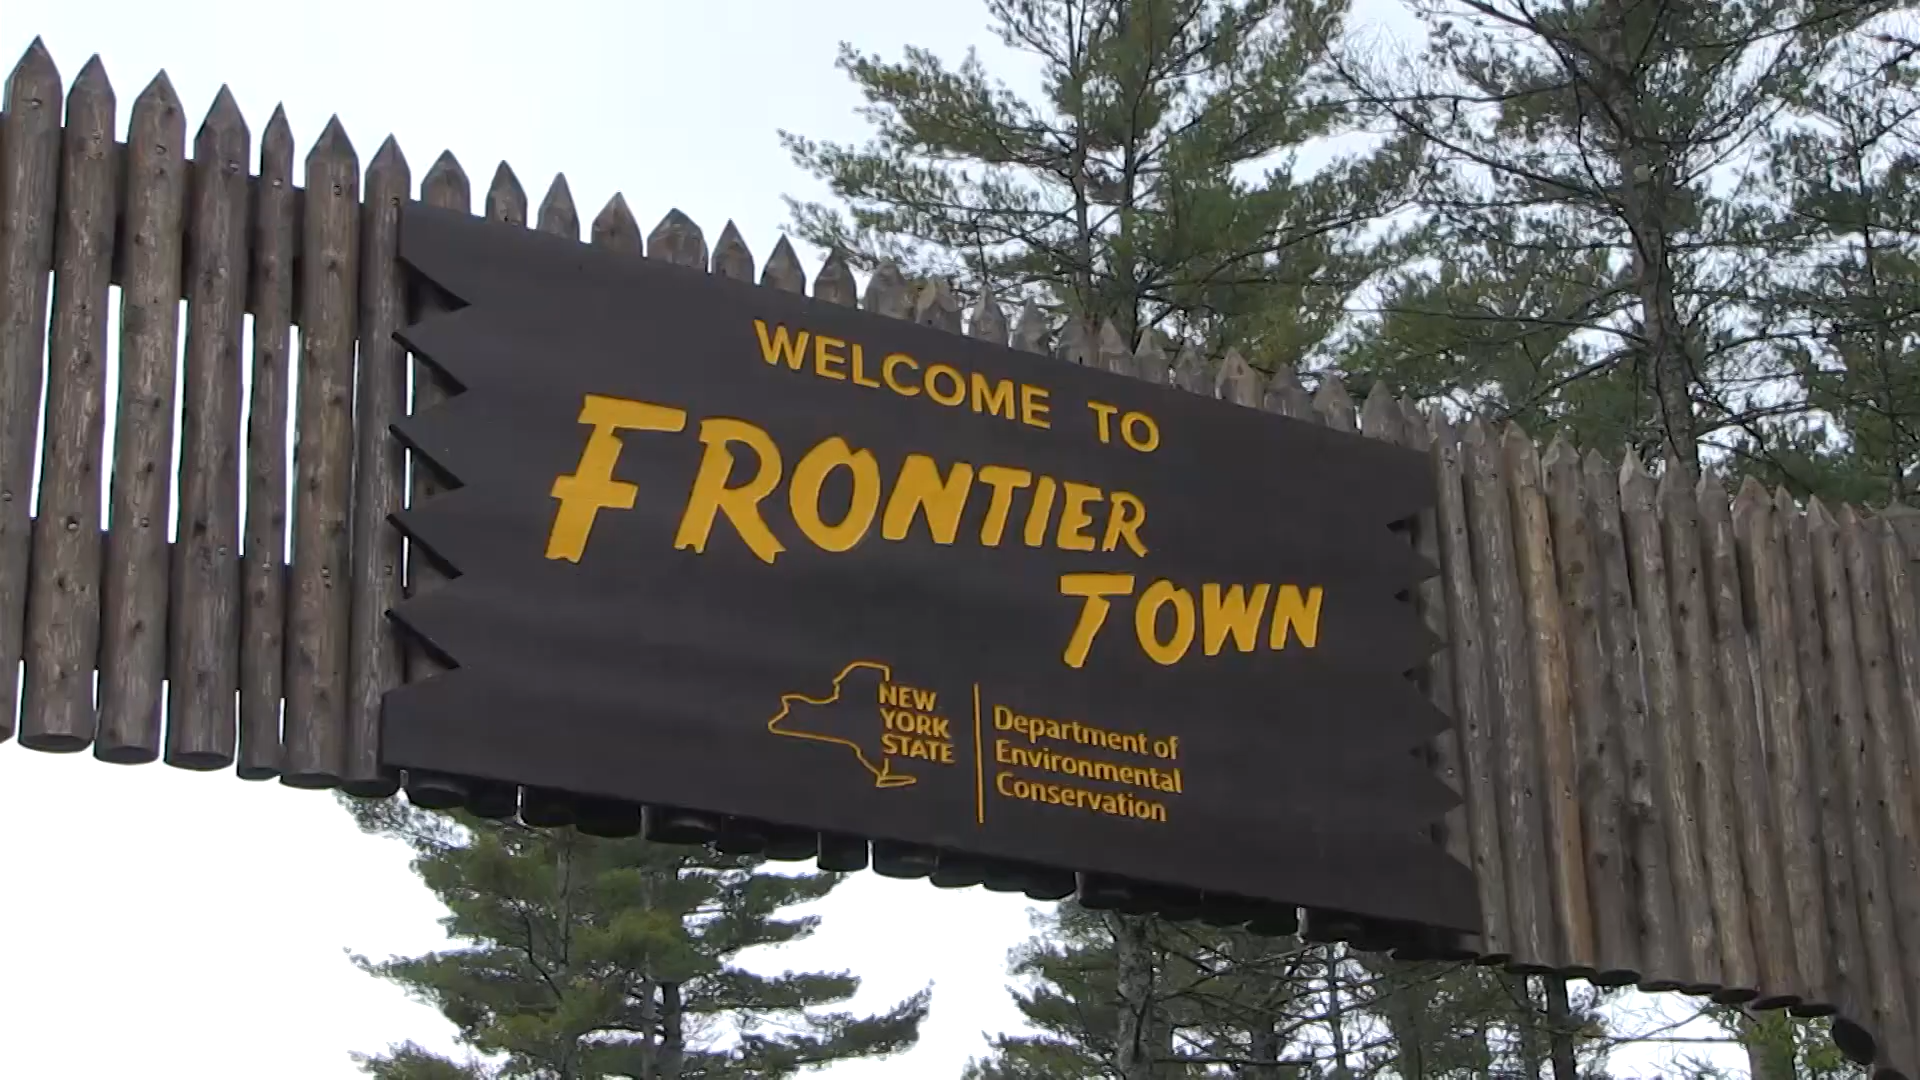 WELCOME TO
FRONTIER
TOWN
NEW
YORK
STATE
Department of
Environmental
Conservation